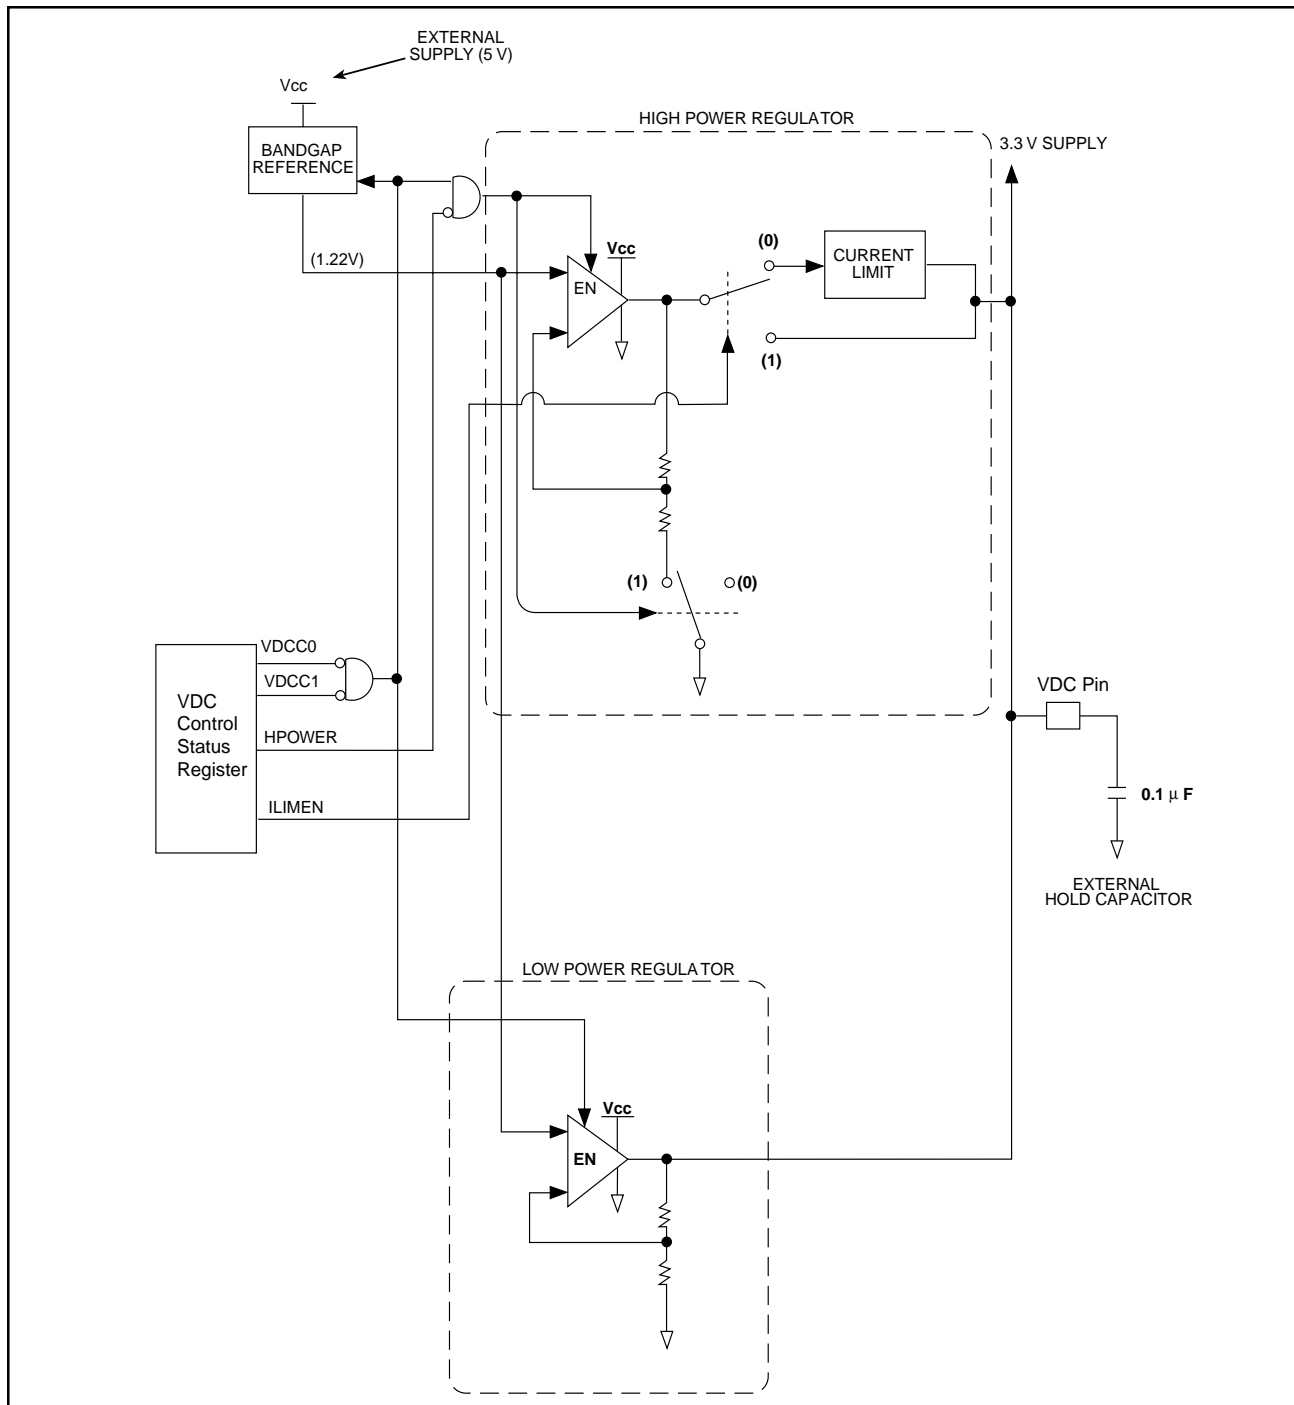 EXTERNAL
SUPPLY (5 V)
Vcc
BANDGAP
REFERENCE
HIGH POWER REGULATOR
3.3 V SUPPLY
(1.22V)
EN
Vcc
(0)
CURRENT
LIMIT
(1)
(1)
(0)
VDC
Control
Status
Register
VDCC0
VDCC1
HPOWER
ILIMEN
VDC Pin
0.1 μ F
EXTERNAL
HOLD CAPACITOR
LOW POWER REGULATOR
Vcc
EN